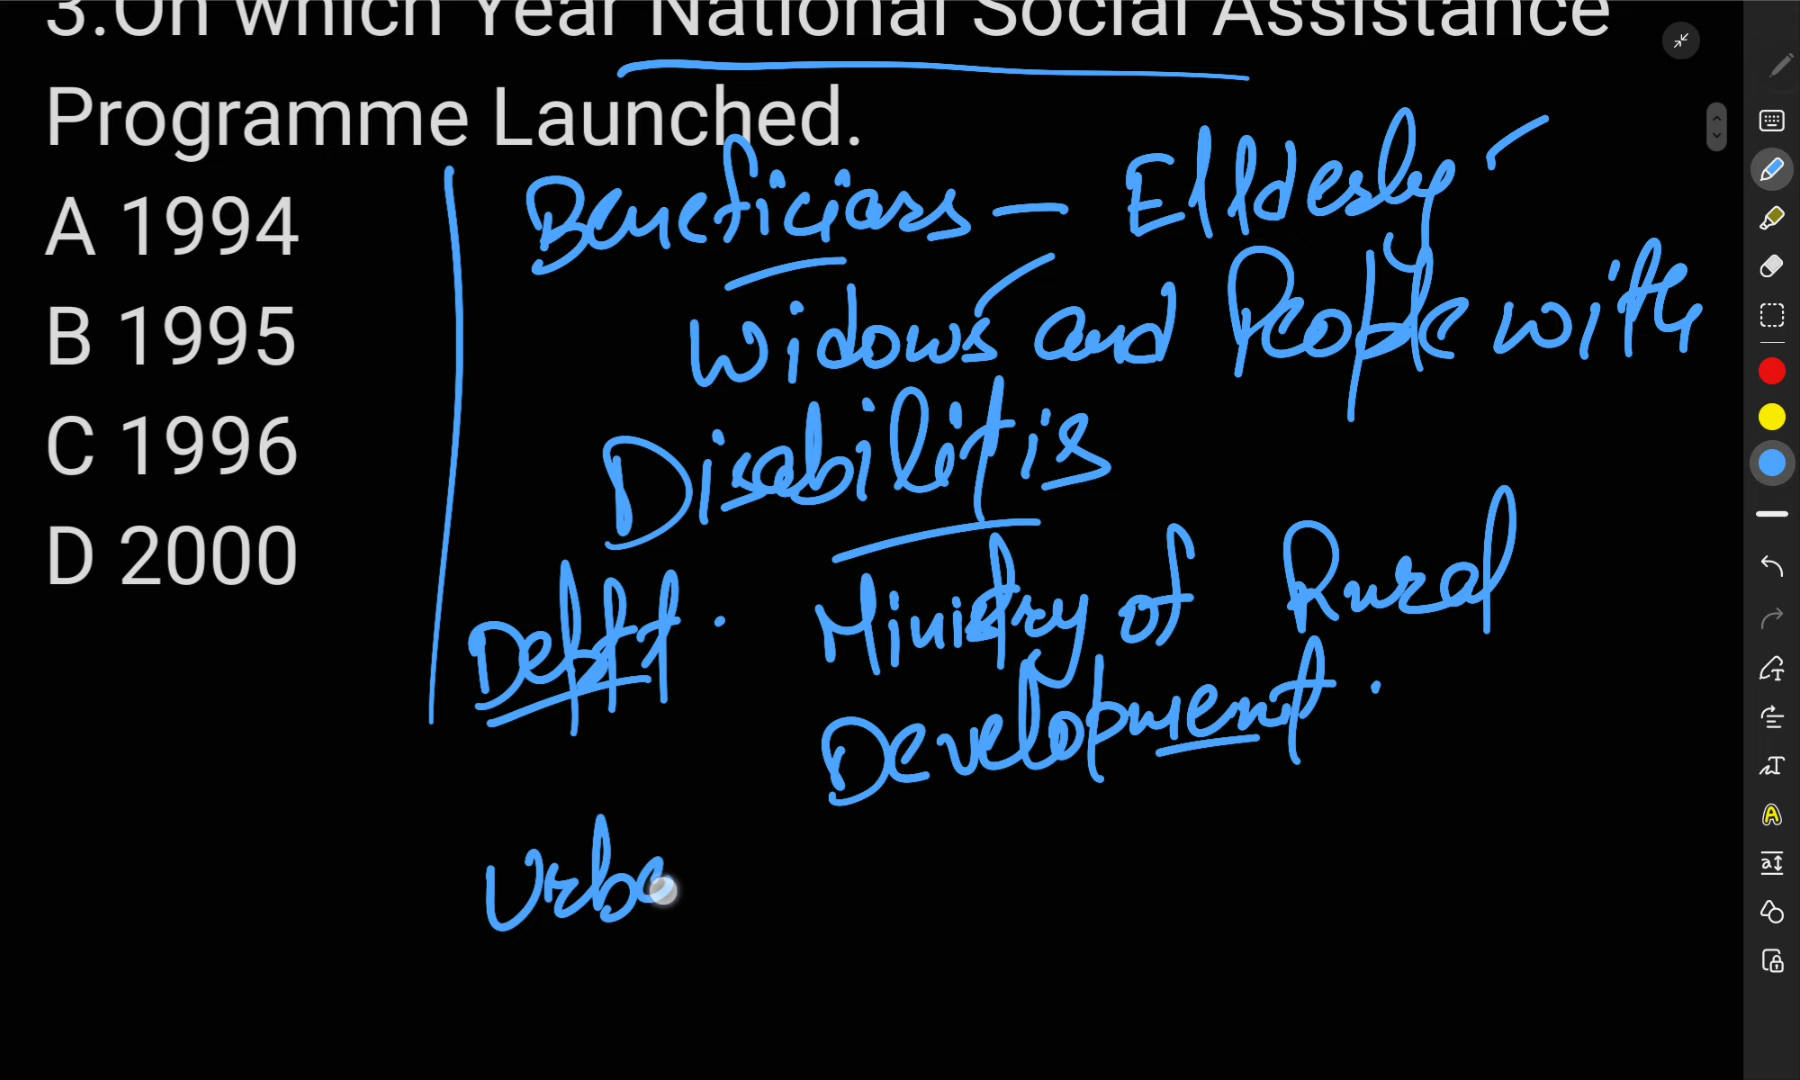 3.On which Year National Social Assistance
Programme Launched.
A 1994
B 1995
C 1996
D 2000
Beneficiars — Ellderly
Widows and People with
Disabilitis
Deptt. Ministry of Rural
Development.
Urba